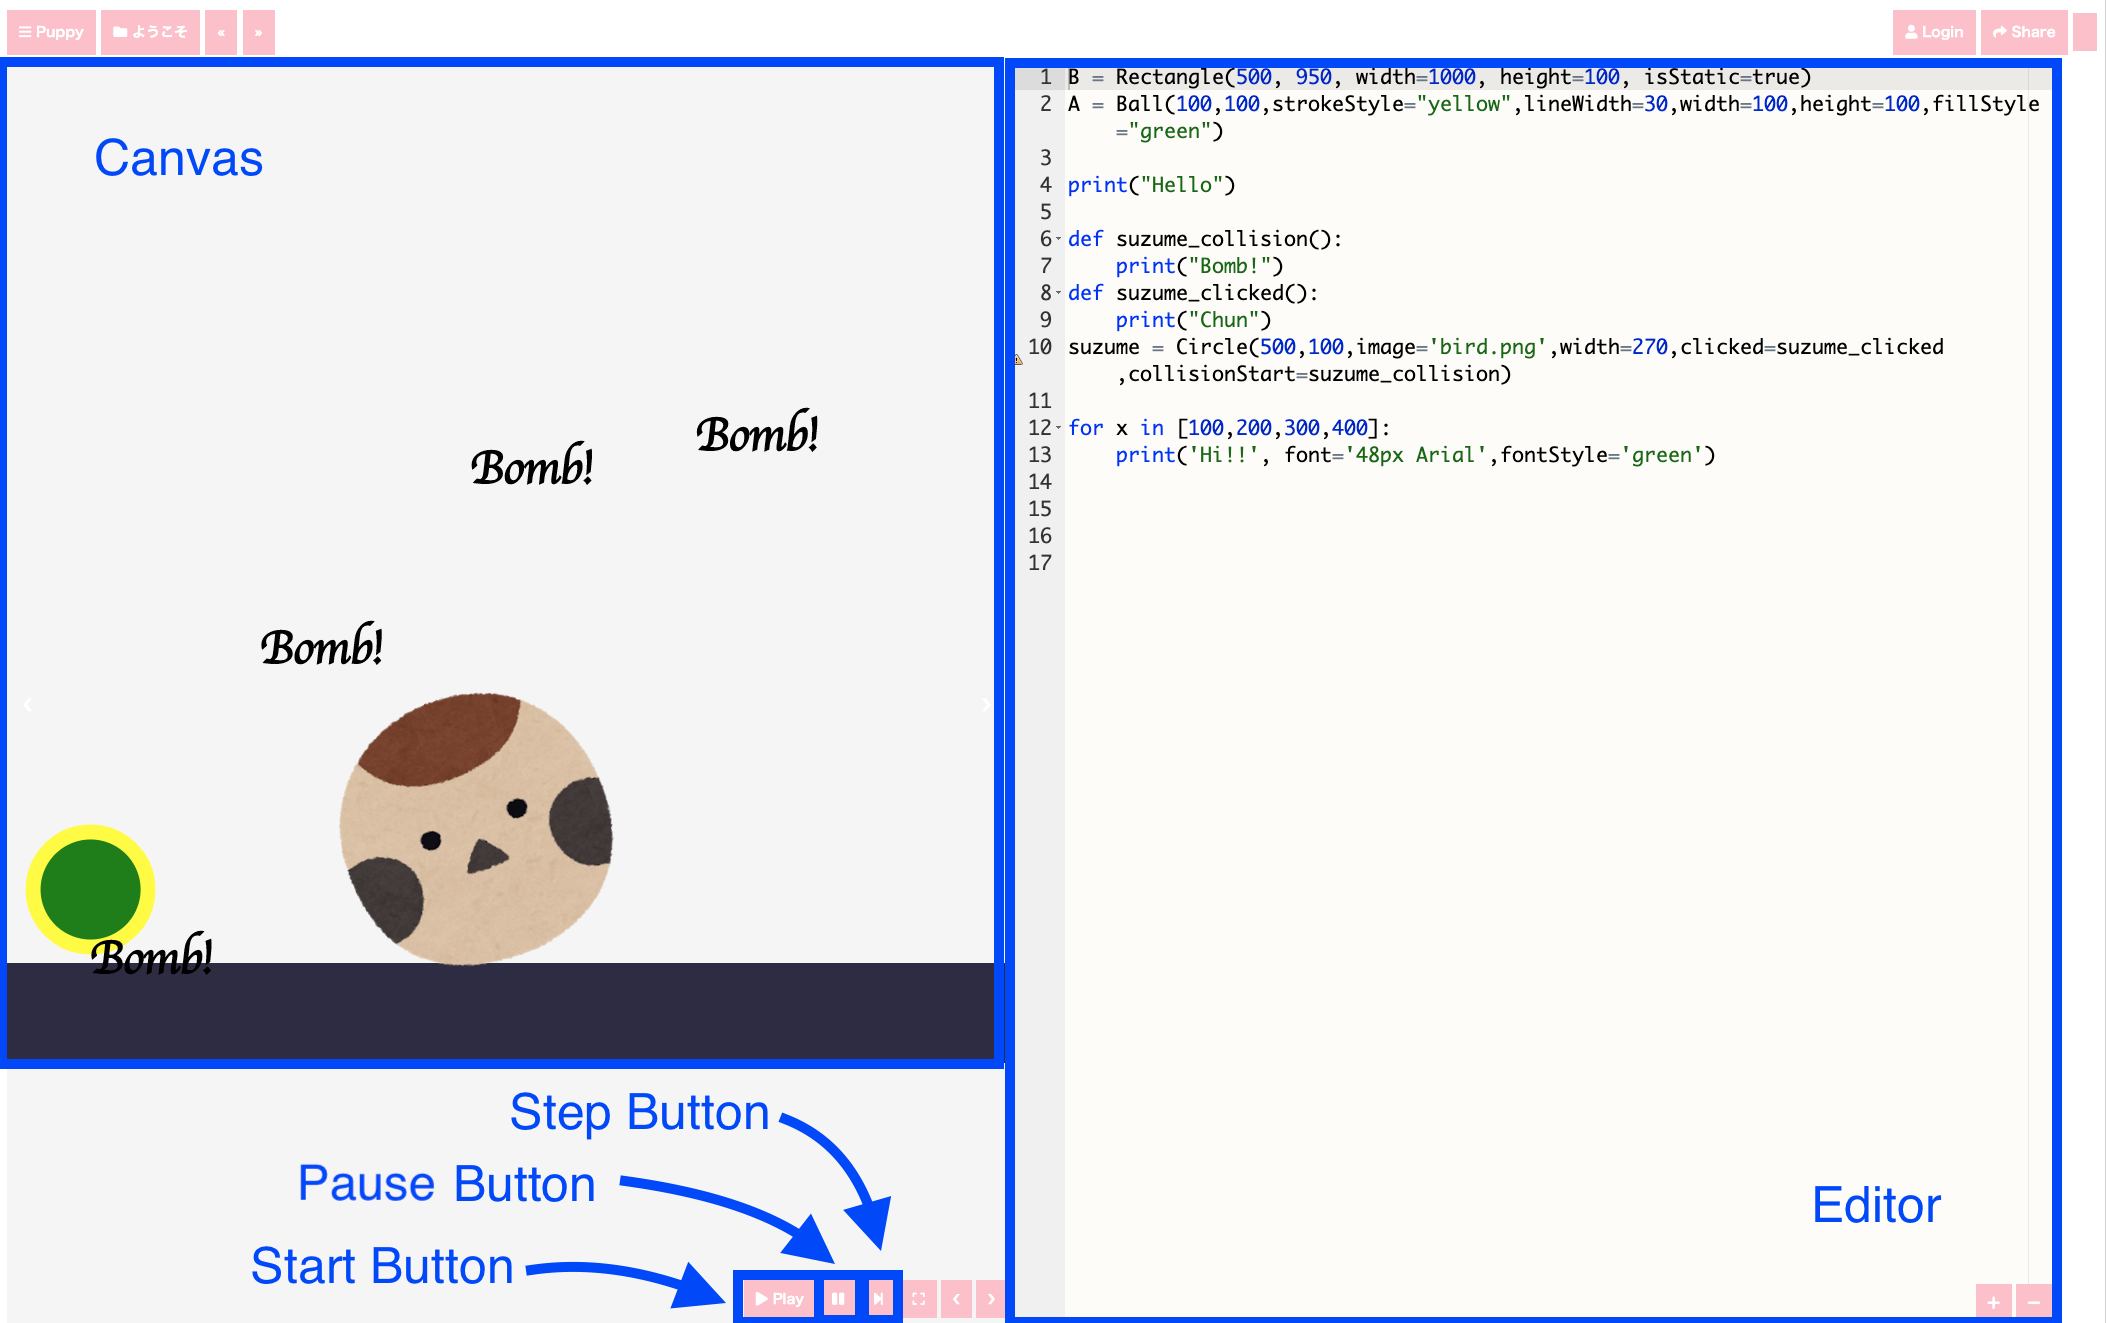 Puppy ようこそ « »
Login Share
Canvas
Bomb!
Bomb!
Bomb!
Bomb!
Step Button
Pause Button
Start Button
Play
1 B = Rectangle(500, 950, width=1000, height=100, isStatic=true)
2 A = Ball(100,100,strokeStyle="yellow",lineWidth=30,width=100,height=100,fillStyle
="green")
3
4 print("Hello")
5
6 def suzume_collision():
7 print("Bomb!")
8 def suzume_clicked():
9 print("Chun")
10 suzume = Circle(500,100,image='bird.png',width=270,clicked=suzume_clicked
,collisionStart=suzume_collision)
11
12 for x in [100,200,300,400]:
13 print('Hi!!', font='48px Arial',fontStyle='green')
14
15
16
17
Editor
+ −